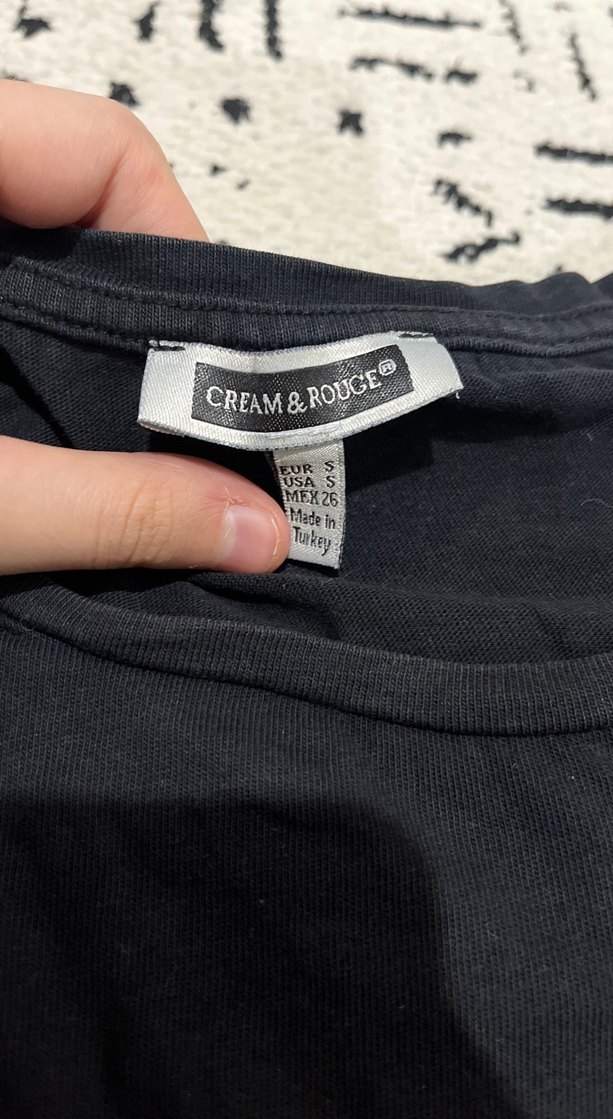 CREAM & ROUGE®
EUR S
USA S
MEX 26
Made in
Turkey